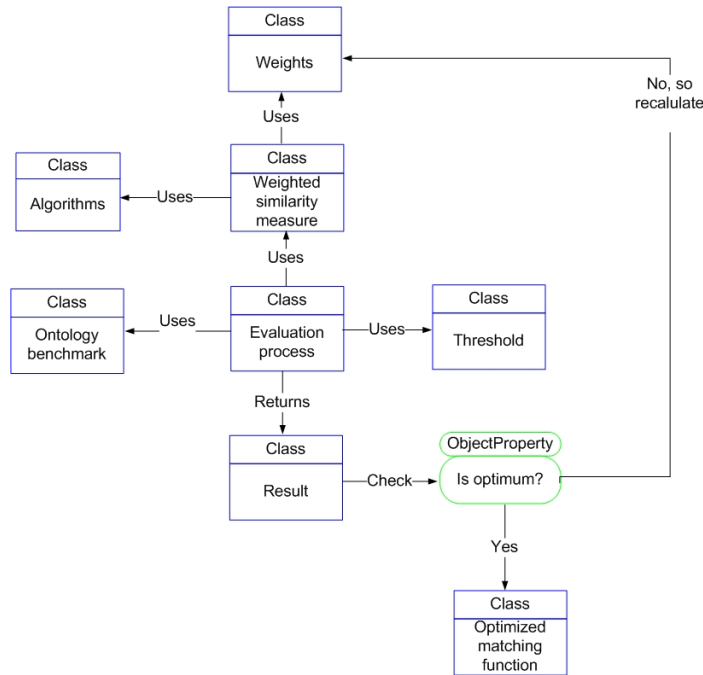 Class
Weights
No, so
recalulate
Uses
Class
Weighted
similarity
measure
Class
Algorithms
Uses
Uses
Class
Ontology
benchmark
Uses
Class
Evaluation
process
Uses
Class
Threshold
Returns
Class
Result
Check
ObjectProperty
Is optimum?
Yes
Class
Optimized
matching
function